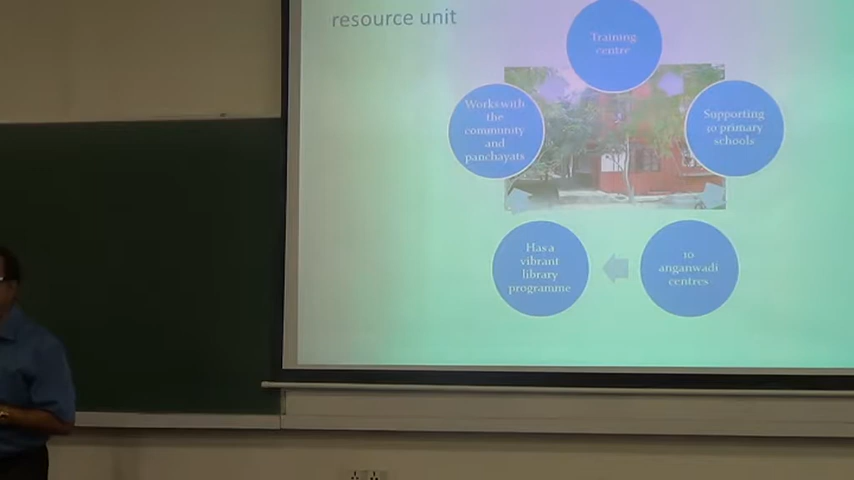 resource unit
Training
centre
Supporting
10 primary
schools
10
anganwadi
centres
Has a
vibrant
library
programme
Works with
the
community
and
panchayats